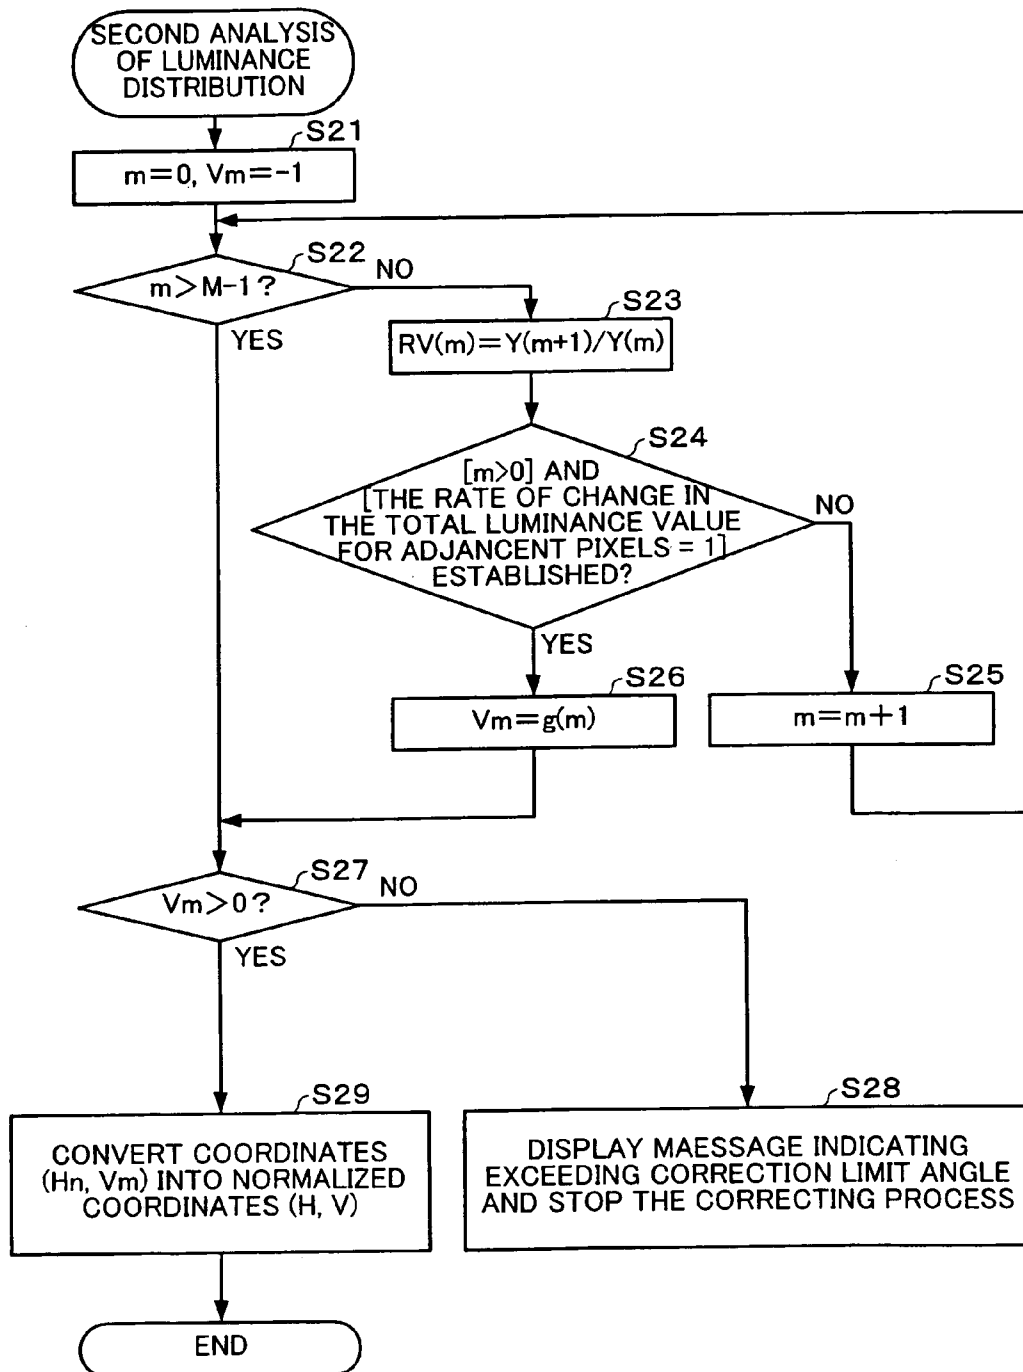 SECOND ANALYSIS
OF LUMINANCE
DISTRIBUTION
S21
m=0, Vm=-1
S22
m>M-1?
NO
YES
S23
RV(m)=Y(m+1)/Y(m)
S24
[m>0] AND
[THE RATE OF CHANGE IN
THE TOTAL LUMINANCE VALUE
FOR ADJANCENT PIXELS = 1]
ESTABLISHED?
NO
YES
S26
Vm=g(m)
S25
m=m+1
S27
Vm>0?
NO
YES
S29
CONVERT COORDINATES
(Hn, Vm) INTO NORMALIZED
COORDINATES (H, V)
S28
DISPLAY MAESSAGE INDICATING
EXCEEDING CORRECTION LIMIT ANGLE
AND STOP THE CORRECTING PROCESS
END